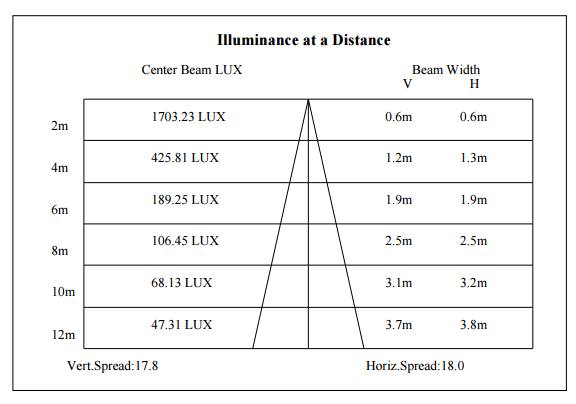 Illuminance at a Distance
Center Beam LUX Beam Width
V H
1703.23 LUX 0.6m 0.6m
2m
425.81 LUX 1.2m 1.3m
4m
189.25 LUX 1.9m 1.9m
6m
106.45 LUX 2.5m 2.5m
8m
68.13 LUX 3.1m 3.2m
10m
47.31 LUX 3.7m 3.8m
12m
Vert.Spread:17.8 Horiz.Spread:18.0